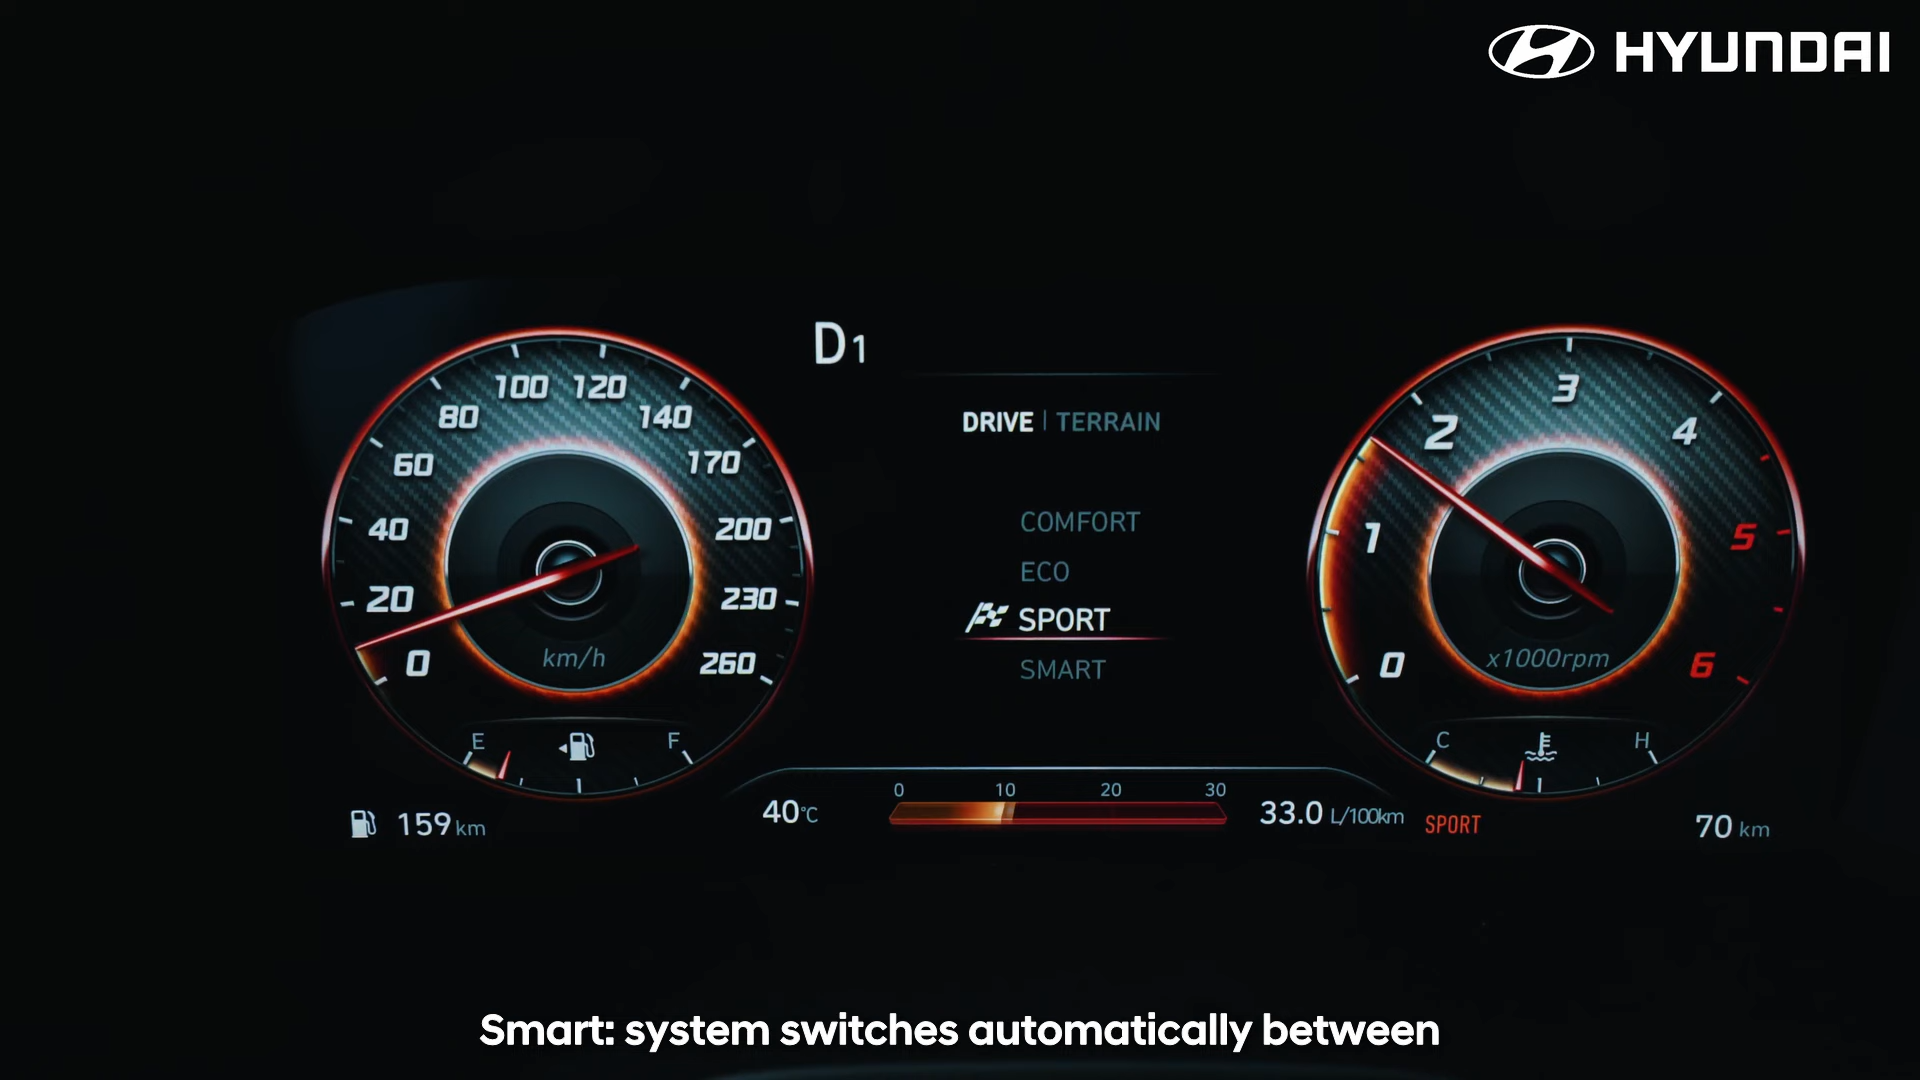 HYUNDAI
D1
DRIVE | TERRAIN
COMFORT
ECO
SPORT
SMART
0
20
40
60
80
100
120
140
170
200
230
260
km/h
E
F
159 km
40°C
0 10 20 30
33.0 L/100km
0
1
2
3
4
5
6
x1000rpm
C
H
SPORT
70 km
Smart: system switches automatically between